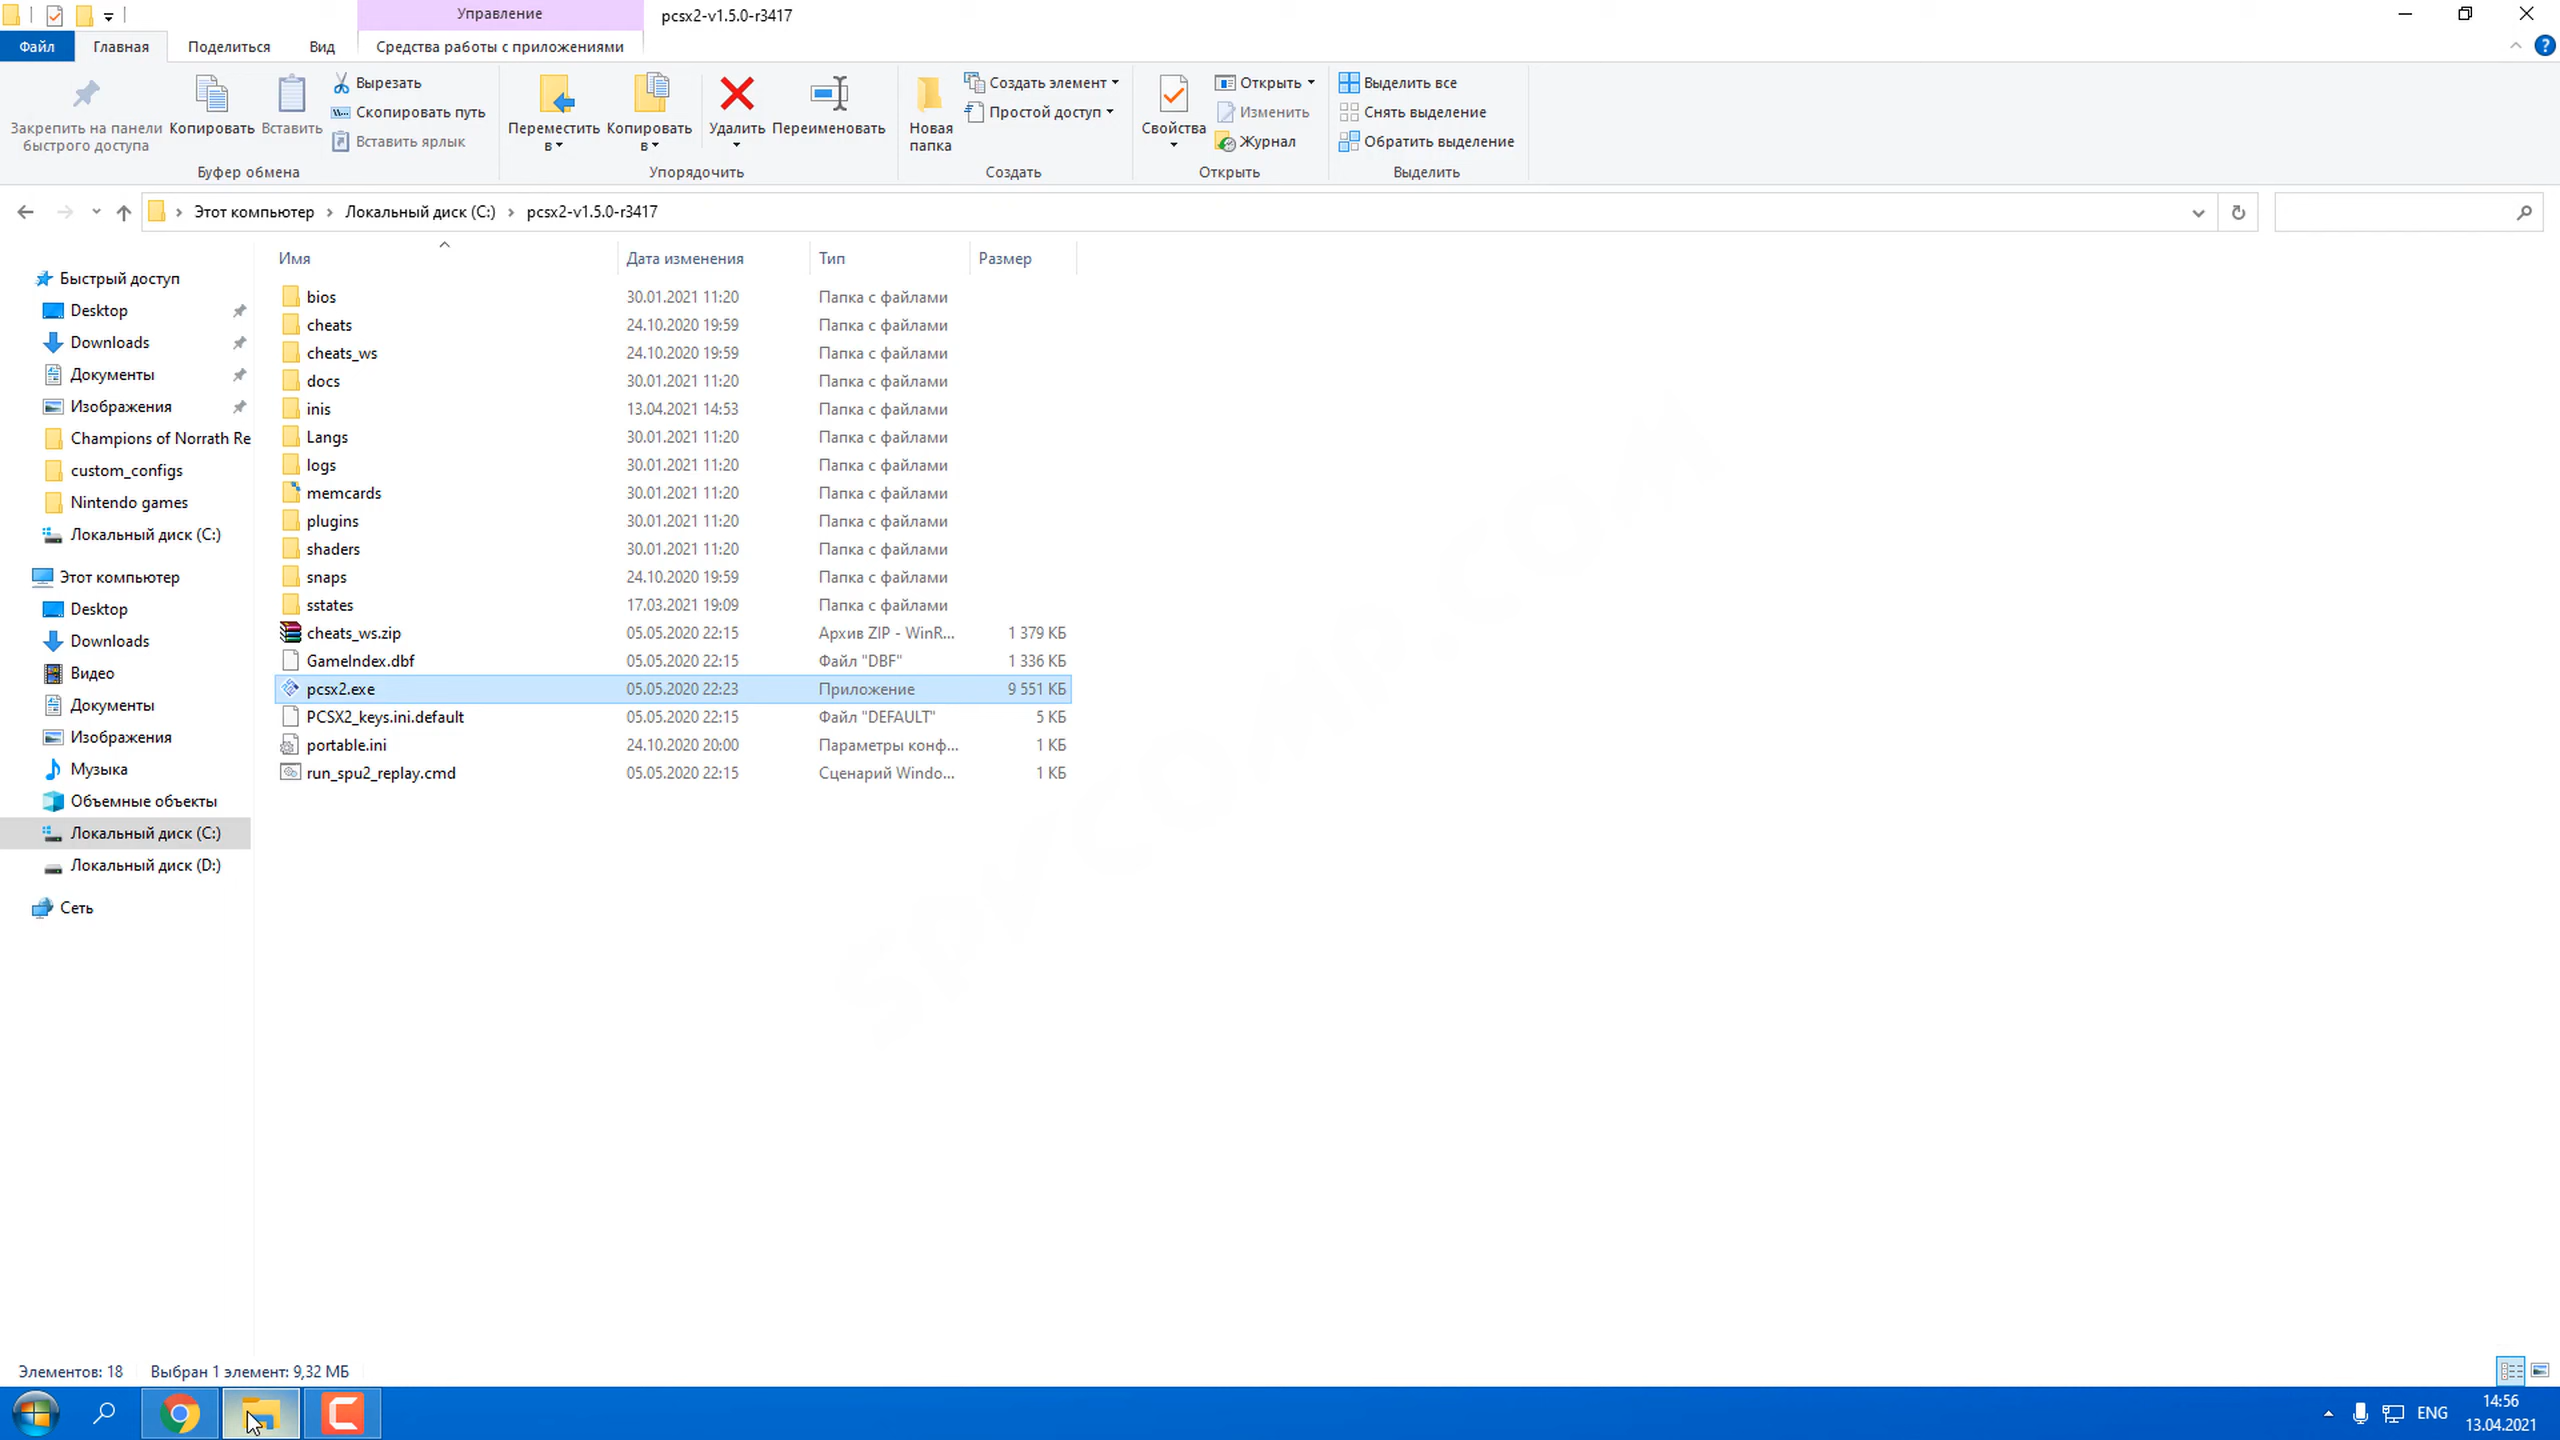 Управление
pcsx2-v1.5.0-r3417
Файл
Главная
Поделиться
Вид
Средства работы с приложениями
Закрепить на панели
быстрого доступа
Копировать
Вставить
Вырезать
Скопировать путь
Вставить ярлык
Переместить
в
Копировать
в
Удалить
Переименовать
Новая
папка
Создать элемент
Простой доступ
Свойства
Открыть
Изменить
Журнал
Выделить все
Снять выделение
Обратить выделение
Буфер обмена
Упорядочить
Создать
Открыть
Выделить
Этот компьютер
Локальный диск (C:)
pcsx2-v1.5.0-r3417
Быстрый доступ
Desktop
Downloads
Документы
Изображения
Champions of Norrath Re
custom_configs
Nintendo games
Локальный диск (C:)
Этот компьютер
Desktop
Downloads
Видео
Документы
Изображения
Музыка
Объемные объекты
Локальный диск (C:)
Локальный диск (D:)
Сеть
Имя Дата изменения Тип Размер
bios 30.01.2021 11:20 Папка с файлами
cheats 24.10.2020 19:59 Папка с файлами
cheats_ws 24.10.2020 19:59 Папка с файлами
docs 30.01.2021 11:20 Папка с файлами
inis 13.04.2021 14:53 Папка с файлами
Langs 30.01.2021 11:20 Папка с файлами
logs 30.01.2021 11:20 Папка с файлами
memcards 30.01.2021 11:20 Папка с файлами
plugins 30.01.2021 11:20 Папка с файлами
shaders 30.01.2021 11:20 Папка с файлами
snaps 24.10.2020 19:59 Папка с файлами
sstates 17.03.2021 19:09 Папка с файлами
cheats_ws.zip 05.05.2020 22:15 Архив ZIP - WinR... 1 379 КБ
GameIndex.dbf 05.05.2020 22:15 Файл "DBF" 1 336 КБ
pcsx2.exe 05.05.2020 22:23 Приложение 9 551 КБ
PCSX2_keys.ini.default 05.05.2020 22:15 Файл "DEFAULT" 5 КБ
portable.ini 24.10.2020 20:00 Параметры конф... 1 КБ
run_spu2_replay.cmd 05.05.2020 22:15 Сценарий Windo... 1 КБ
Элементов: 18
Выбран 1 элемент: 9,32 МБ
ENG
14:56
13.04.2021